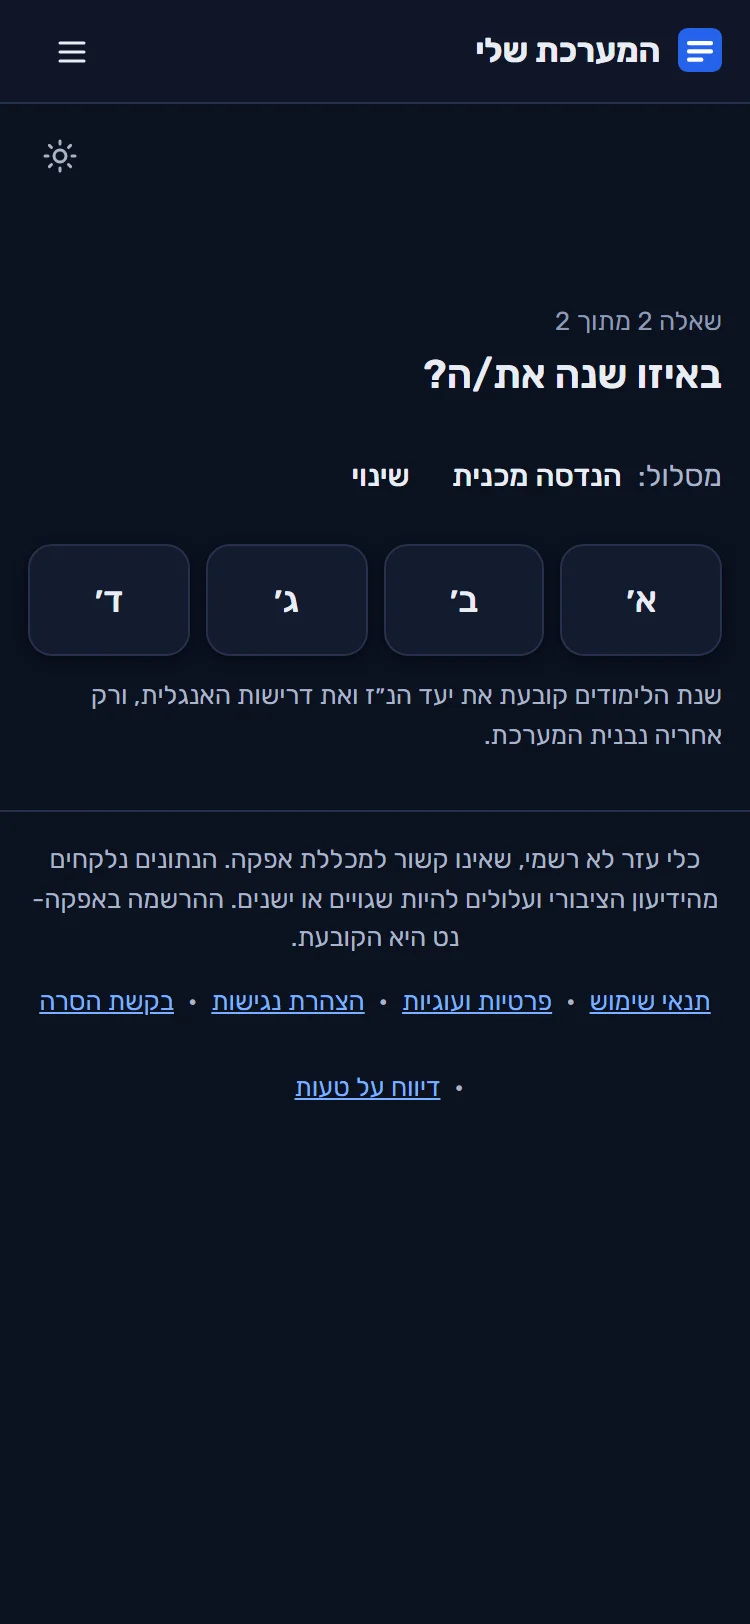 המערכת שלי
שאלה 2 מתוך 2
באיזו שנה את/ה?
מסלול: הנדסה מכנית שינוי
א׳ ב׳ ג׳ ד׳
שנת הלימודים קובעת את יעד הנ״ז ואת דרישות האנגלית, ורק
אחריה נבנית המערכת.
כלי עזר לא רשמי, שאינו קשור למכללת אפקה. הנתונים נלקחים
מהידיעון הציבורי ועלולים להיות שגויים או ישנים. ההרשמה באפקה-
נט היא הקובעת.
תנאי שימוש • פרטיות ועוגיות • הצהרת נגישות • בקשת הסרה
• דיווח על טעות